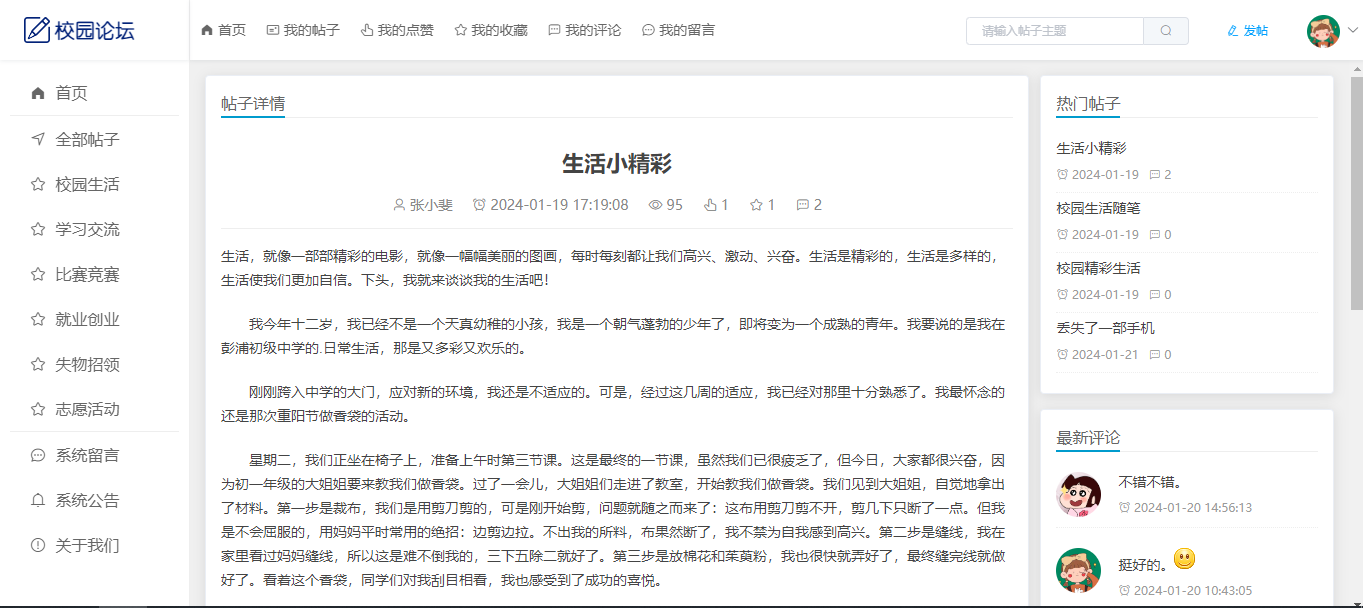 校园论坛
首页 我的帖子 我的点赞 我的收藏 我的评论 我的留言
请输入帖子主题
发帖
首页
全部帖子
校园生活
学习交流
比赛竞赛
就业创业
失物招领
志愿活动
系统留言
系统公告
关于我们
帖子详情
生活小精彩
张小斐 2024-01-19 17:19:08 95 1 1 2
生活，就像一部部精彩的电影，就像一幅幅美丽的图画，每时每刻都让我们高兴、激动、兴奋。生活是精彩的，生活是多样的，
生活使我们更加自信。下头，我就来谈谈我的生活吧！
我今年十二岁，我已经不是一个天真幼稚的小孩，我是一个朝气蓬勃的少年了，即将变为一个成熟的青年。我要说的是我在
彭浦初级中学的.日常生活，那是又多彩又欢乐的。
刚刚跨入中学的大门，应对新的环境，我还是不适应的。可是，经过这几周的适应，我已经对那里十分熟悉了。我最怀念的
还是那次重阳节做香袋的活动。
星期二，我们正坐在椅子上，准备上午时第三节课。这是最终的一节课，虽然我们已很疲乏了，但今日，大家都很兴奋，因
为初一年级的大姐姐要来教我们做香袋。过了一会儿，大姐姐们走进了教室，开始教我们做香袋。我们见到大姐姐，自觉地拿出
了材料。第一步是裁布，我们是用剪刀剪的，可是刚开始剪，问题就随之而来了：这布用剪刀剪不开，剪几下只断了一点。但我
是不会屈服的，用妈妈平时常用的绝招：边剪边拉。不出我的所料，布果然断了，我不禁为自我感到高兴。第二步是缝线，我在
家里看过妈妈缝线，所以这是难不倒我的，三下五除二就好了。第三步是放棉花和茱萸粉，我也很快就弄好了，最终缝完线就做
好了。看着这个香袋，同学们对我刮目相看，我也感受到了成功的喜悦。
热门帖子
生活小精彩
2024-01-19 2
校园生活随笔
2024-01-19 0
校园精彩生活
2024-01-19 0
丢失了一部手机
2024-01-21 0
最新评论
不错不错。
2024-01-20 14:56:13
挺好的。
2024-01-20 10:43:05